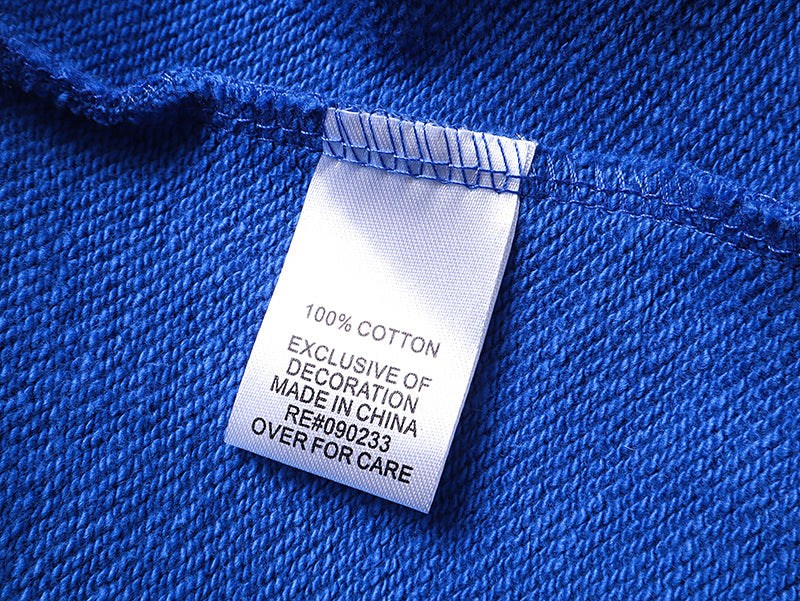 100% COTTON
EXCLUSIVE OF
DECORATION
MADE IN CHINA
RE#090233
OVER FOR CARE